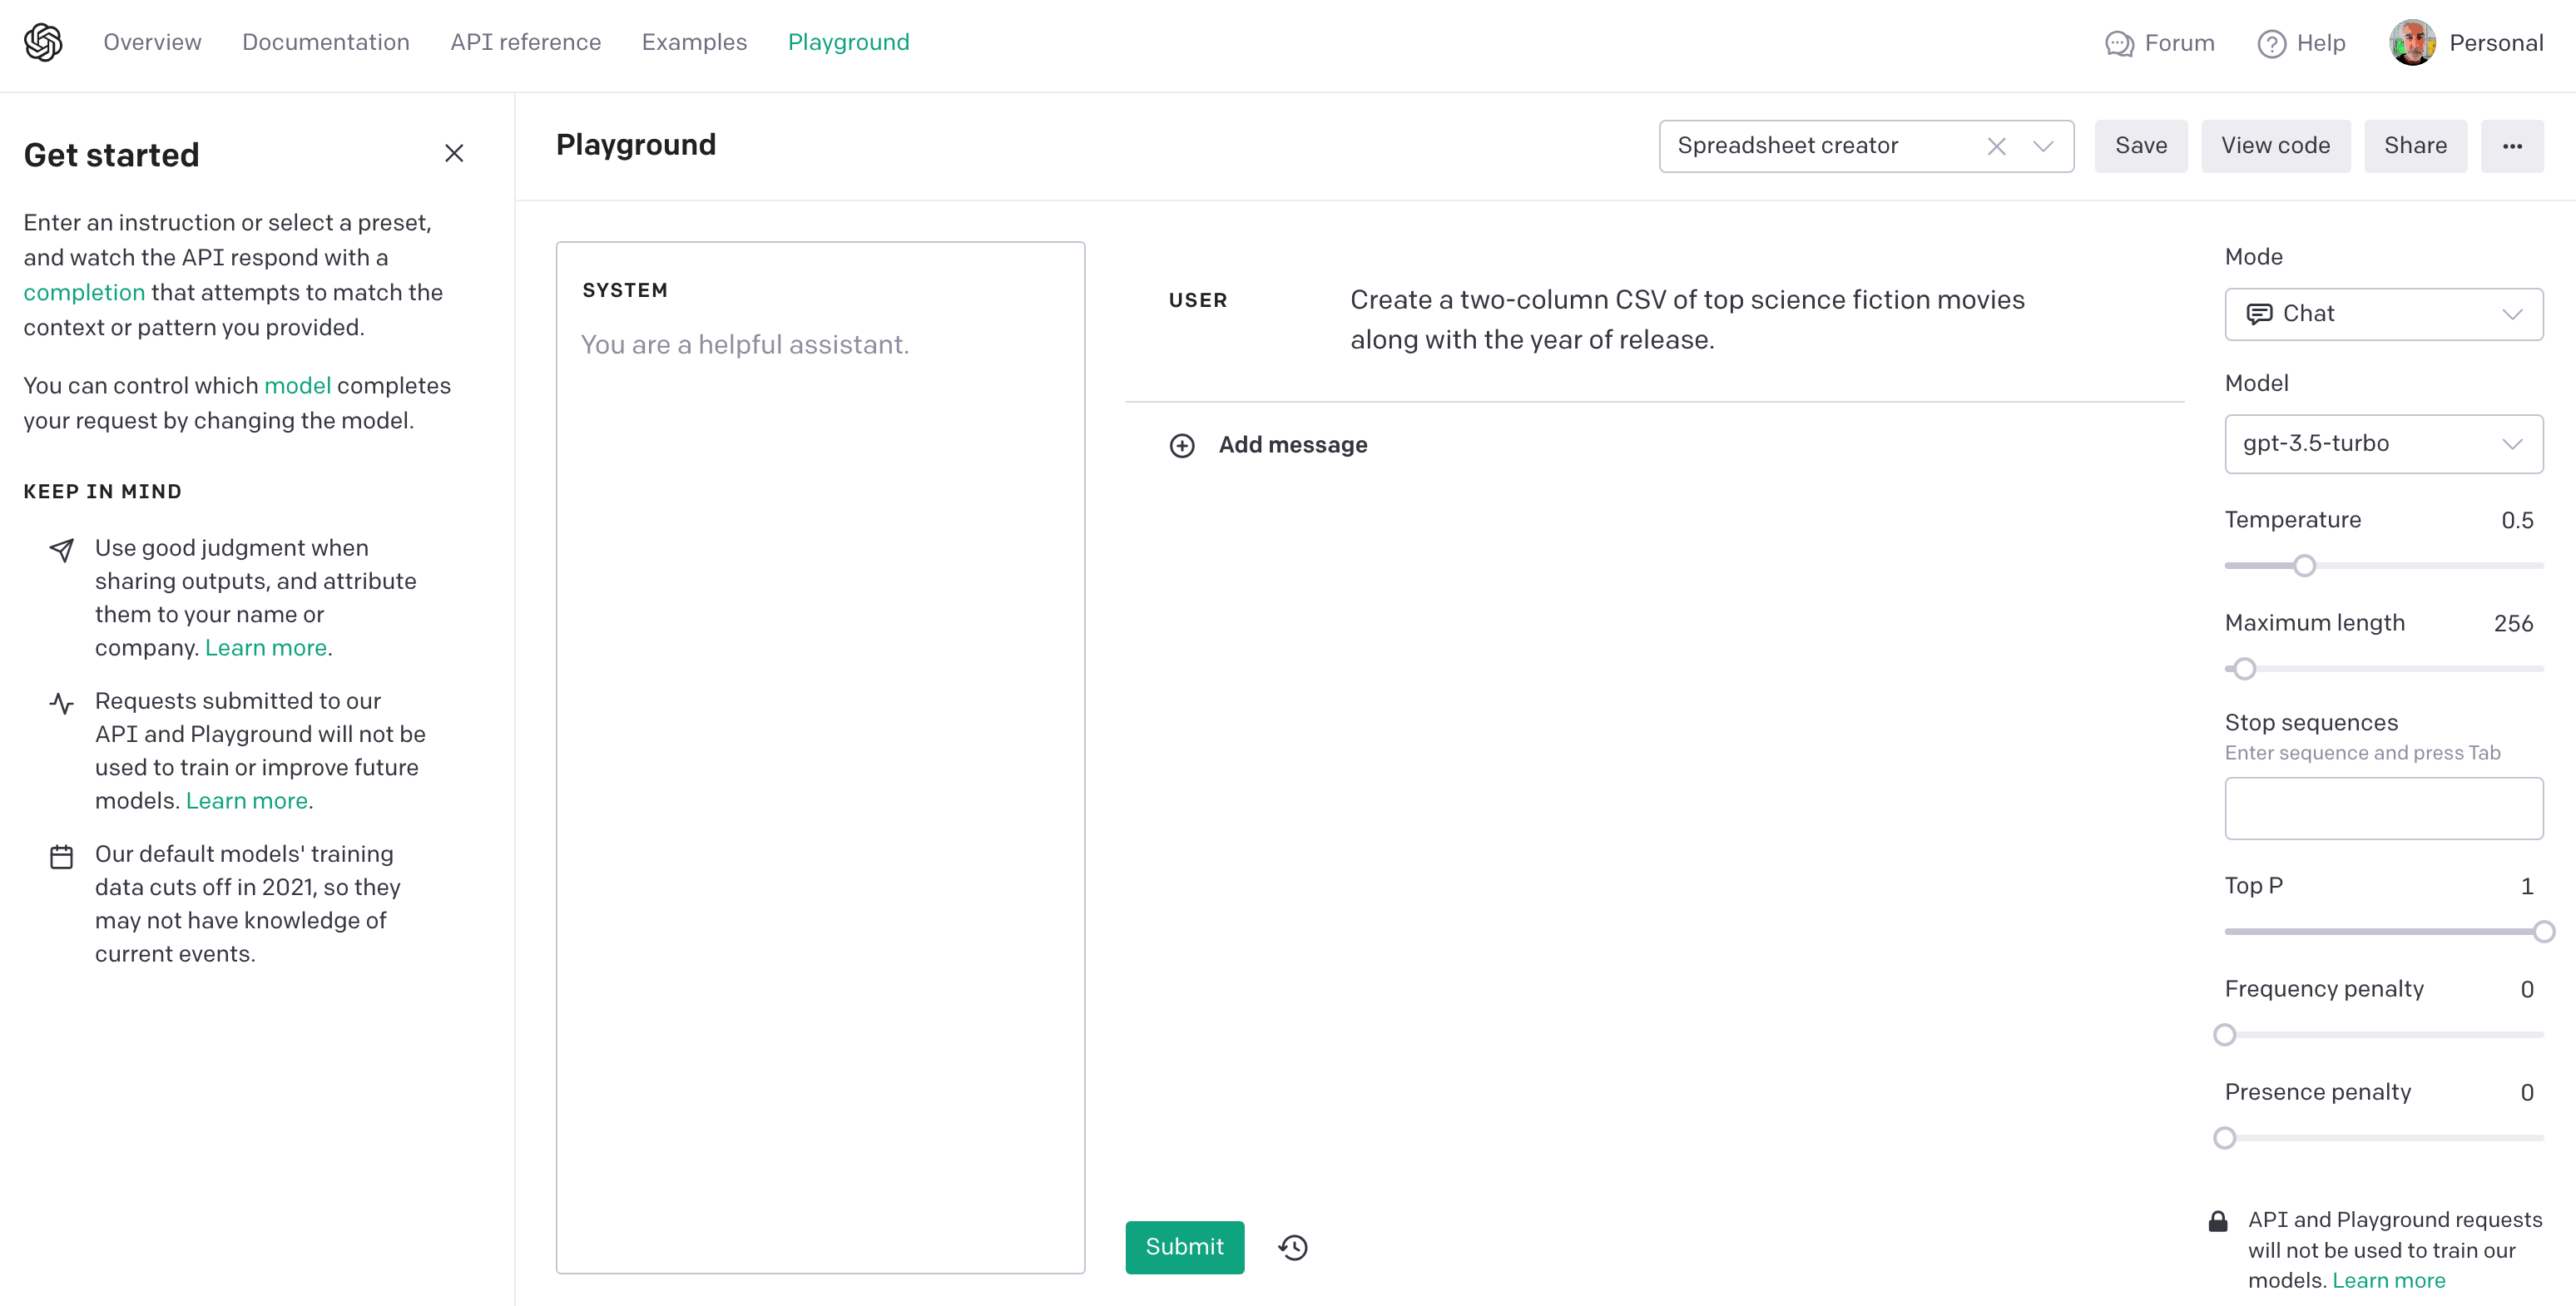 Overview Documentation API reference Examples Playground Forum Help Personal
Get started
Enter an instruction or select a preset,
and watch the API respond with a
completion that attempts to match the
context or pattern you provided.
You can control which model completes
your request by changing the model.
KEEP IN MIND
Use good judgment when
sharing outputs, and attribute
them to your name or
company. Learn more.
Requests submitted to our
API and Playground will not be
used to train or improve future
models. Learn more.
Our default models' training
data cuts off in 2021, so they
may not have knowledge of
current events.
Playground
Spreadsheet creator
Save
View code
Share
SYSTEM
You are a helpful assistant.
USER
Create a two-column CSV of top science fiction movies
along with the year of release.
Add message
Submit
Mode
Chat
Model
gpt-3.5-turbo
Temperature 0.5
Maximum length 256
Stop sequences
Enter sequence and press Tab
Top P 1
Frequency penalty 0
Presence penalty 0
API and Playground requests
will not be used to train our
models. Learn more